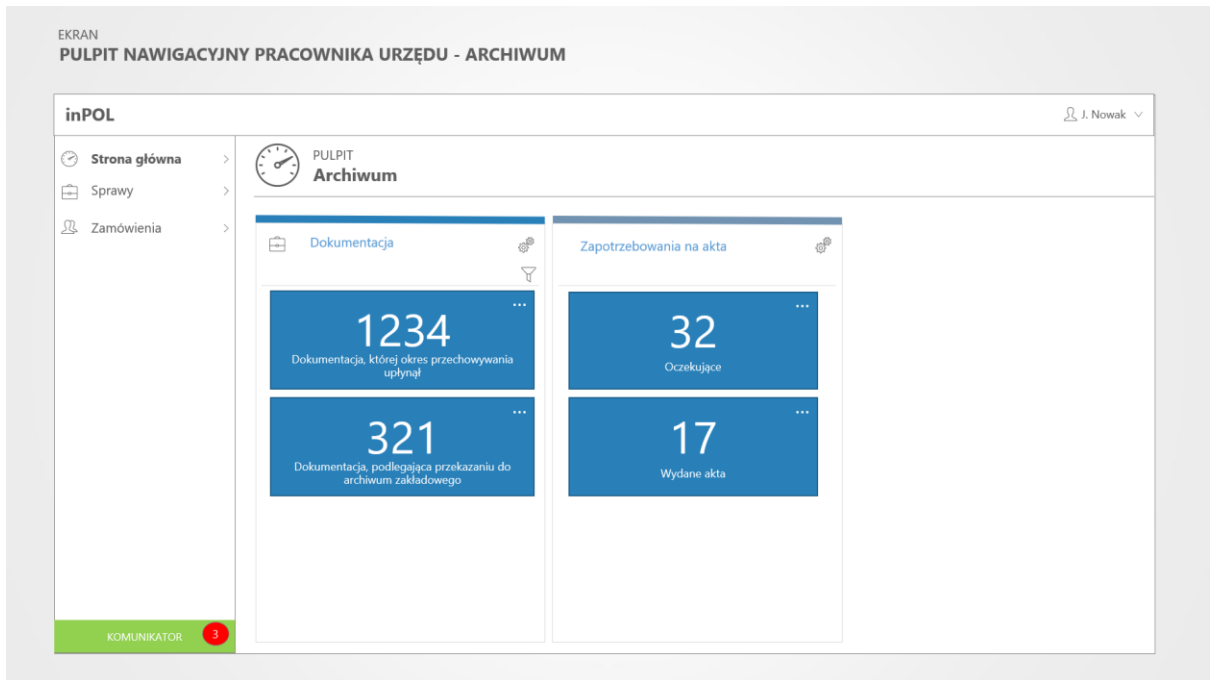 EKRAN
PULPIT NAWIGACYJNY PRACOWNIKA URZĘDU - ARCHIWUM
inPOL
J. Nowak
Strona główna
Sprawy
Zamówienia
PULPIT
Archiwum
Dokumentacja
1234
Dokumentacja, której okres przechowywania
upłynął
321
Dokumentacja, podlegająca przekazaniu do
archiwum zakładowego
Zapotrzebowania na akta
32
Oczekujące
17
Wydane akta
KOMUNIKATOR 3